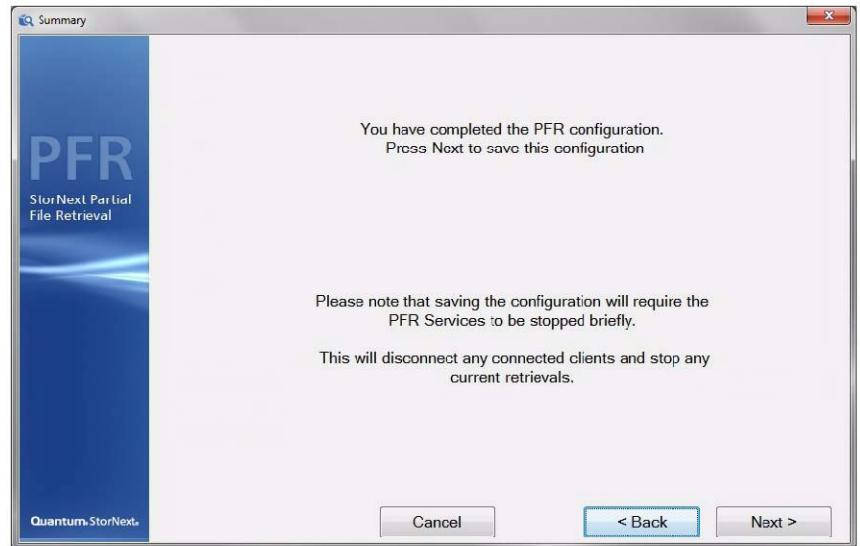 Summary
PFR
StorNext Partial
File Retrieval
You have completed the PFR configuration.
Press Next to save this configuration
Please note that saving the configuration will require the
PFR Services to be stopped briefly.
This will disconnect any connected clients and stop any
current retrievals.
Quantum. StorNext.
Cancel
< Back
Next >